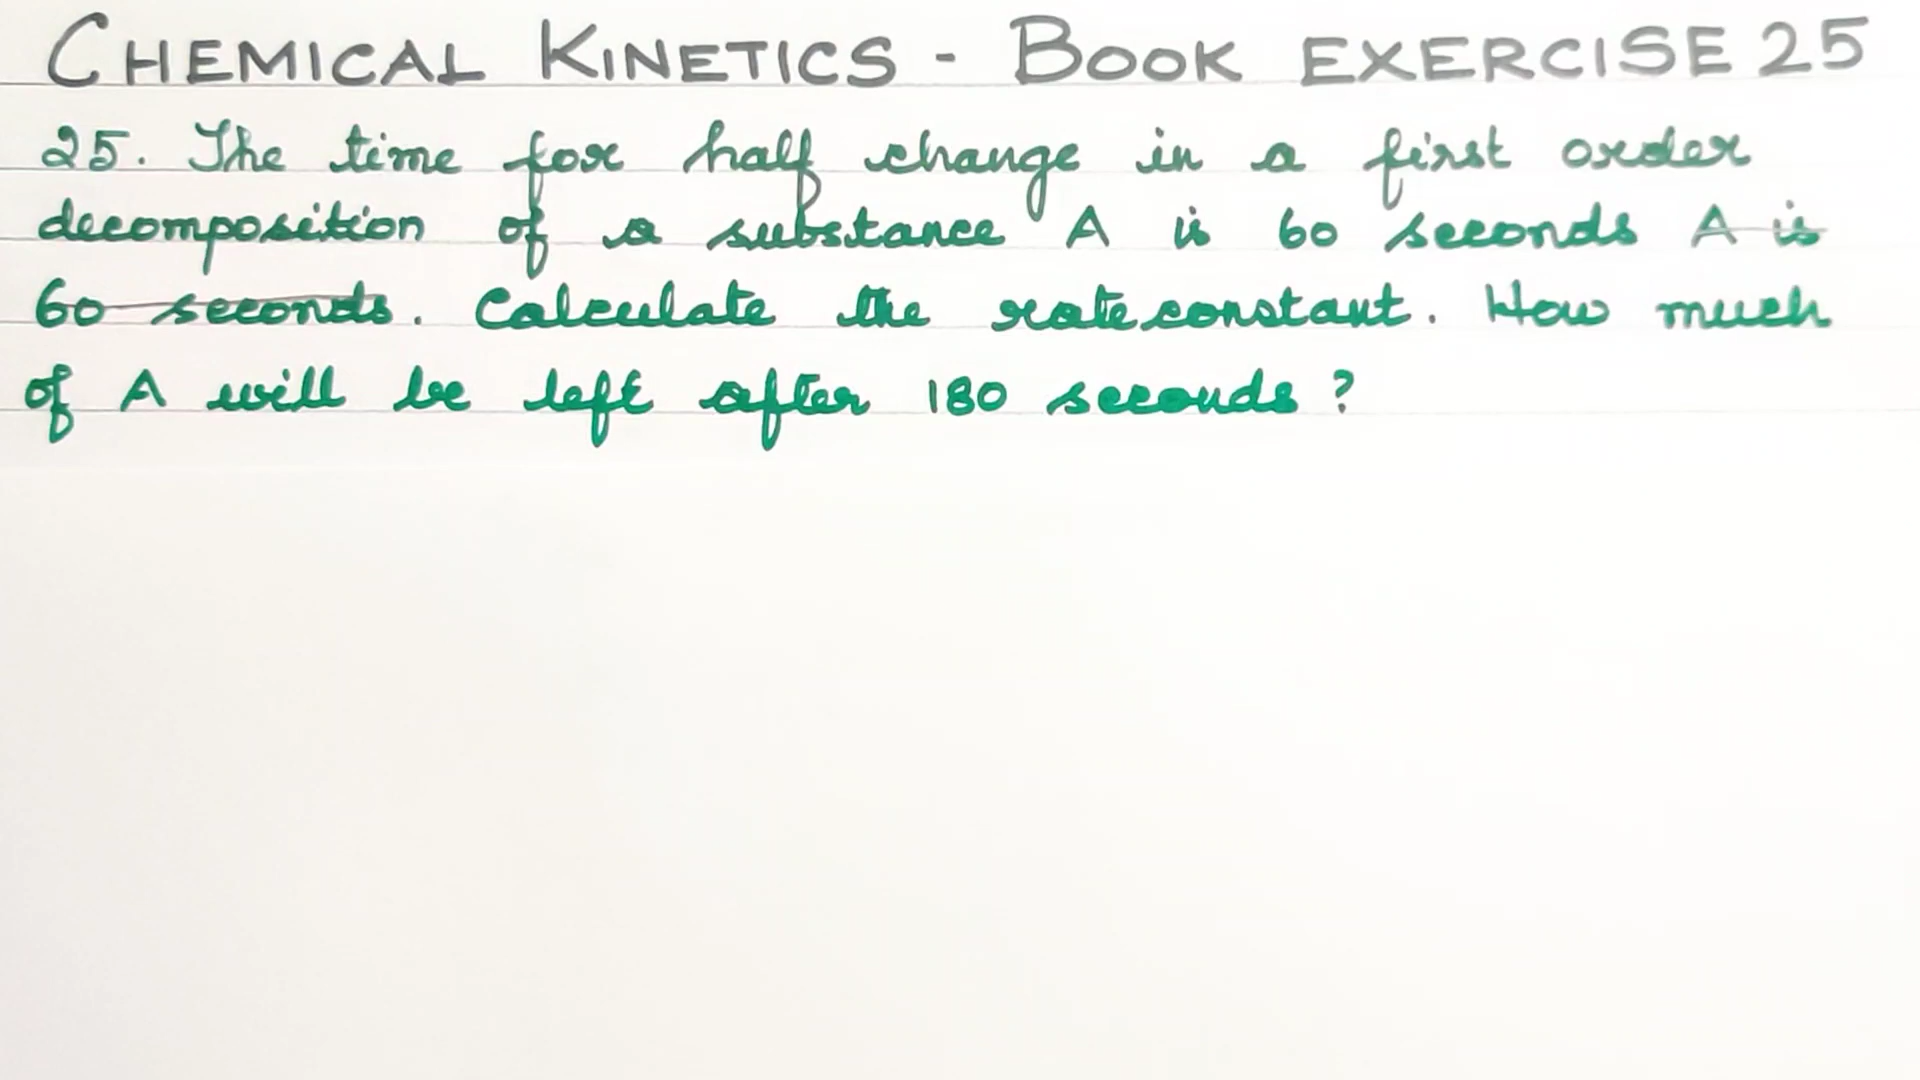 CHEMICAL KINETICS - BOOK EXERCISE 25
25. The time for half change in a first order
decomposition of a substance A is 60 seconds A is
60 seconds. Calculate the rate constant. How much
of A will be left after 180 seconds?